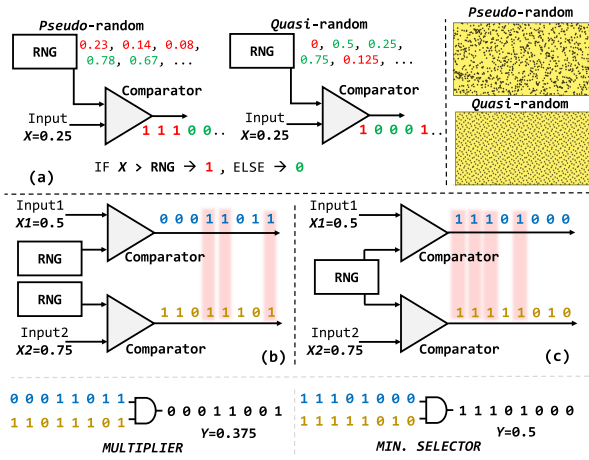 Pseudo-random
RNG
0.23, 0.14, 0.08,
0.78, 0.67, ...
Comparator
Input
X=0.25
1 1 1 0 0..
Quasi-random
RNG
0, 0.5, 0.25,
0.75, 0.125, ...
Comparator
Input
X=0.25
1 0 0 0 1..
(a)
IF X > RNG → 1 , ELSE → 0
Pseudo-random
Quasi-random
Input1
X1=0.5
0 0 0 1 1 0 1 1
Comparator
RNG
RNG
1 1 0 1 1 1 0 1
Input2
X2=0.75
Comparator
(b)
Input1
X1=0.5
1 1 1 0 1 0 0 0
Comparator
RNG
1 1 1 1 1 0 1 0
Input2
X2=0.75
Comparator
(c)
0 0 0 1 1 0 1 1
1 1 0 1 1 1 0 1
0 0 0 1 1 0 0 1
Y=0.375
MULTIPLIER
1 1 1 0 1 0 0 0
1 1 1 1 1 0 1 0
1 1 1 0 1 0 0 0
Y=0.5
MIN. SELECTOR